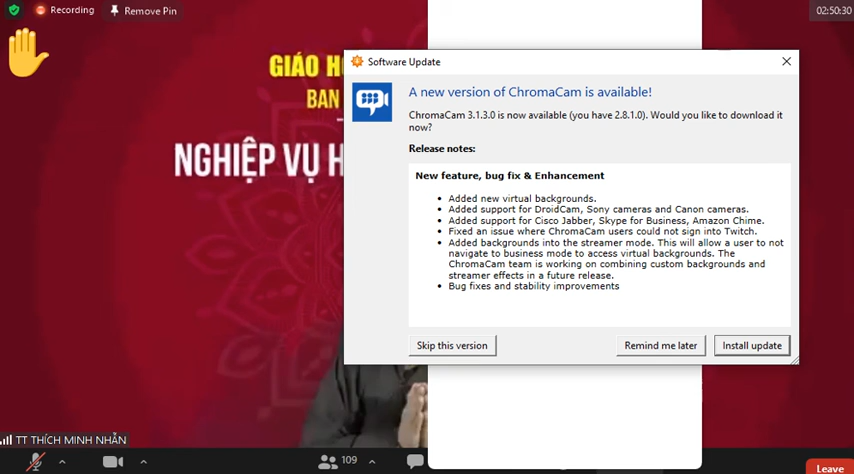 Recording
Remove Pin
02:50:30
GIÁO H
BAN
NGHIỆP VỤ H
Software Update
A new version of ChromaCam is available!
ChromaCam 3.1.3.0 is now available (you have 2.8.1.0). Would you like to download it
now?
Release notes:
New feature, bug fix & Enhancement
• Added new virtual backgrounds.
• Added support for DroidCam, Sony cameras and Canon cameras.
• Added support for Cisco Jabber, Skype for Business, Amazon Chime.
• Fixed an issue where ChromaCam users could not sign into Twitch.
• Added backgrounds into the streamer mode. This will allow a user to not
navigate to business mode to access virtual backgrounds. The
ChromaCam team is working on combining custom backgrounds and
streamer effects in a future release.
• Bug fixes and stability improvements
Skip this version
Remind me later
Install update
TT THÍCH MINH NHẪN
109
Leave